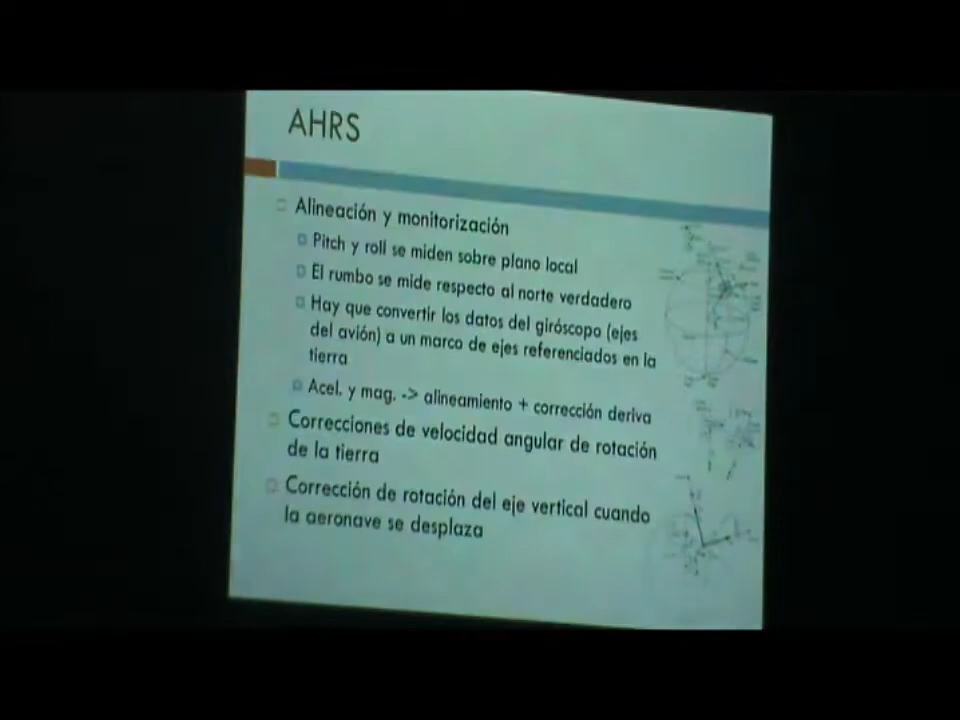 AHRS
Alineación y monitorización
Pitch y roll se miden sobre plano local
El rumbo se mide respecto al norte verdadero
Hay que convertir los datos del giróscopo (ejes
del avión) a un marco de ejes referenciados en la
tierra
Acel. y mag. -> alineamiento + corrección deriva
Correcciones de velocidad angular de rotación
de la tierra
Corrección de rotación del eje vertical cuando
la aeronave se desplaza